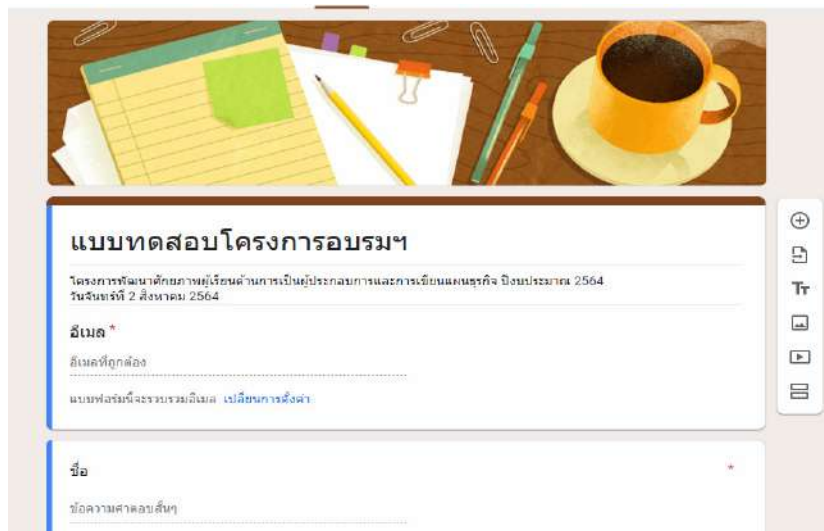 แบบทดสอบโครงการอบรมฯ
โครงการพัฒนาศักยภาพผู้เรียนด้านการเป็นผู้ประกอบการและการเขียนแผนธุรกิจ ปีงบประมาณ 2564
วันจันทร์ที่ 2 สิงหาคม 2564
อีเมล *
อีเมลที่ถูกต้อง
แบบฟอร์มนี้จะรวบรวมอีเมล เปลี่ยนการตั้งค่า
ชื่อ *
ข้อความคำตอบสั้นๆ
Tт